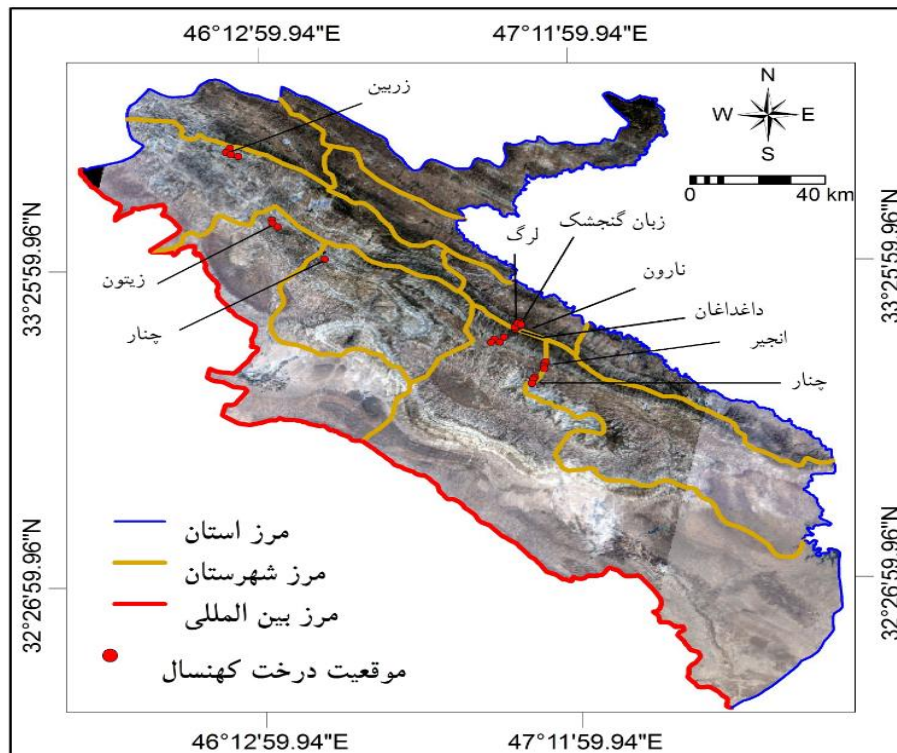 46°12'59.94"E
47°11'59.94"E
N
W E
S
40 km
0
زربین
زبان گنجشک
لرگ
نارون
زیتون
داغداغان
چنار
انجیر
چنار
33°25'59.96"N
33°25'59.96"N
32°26'59.96"N
32°26'59.96"N
مرز استان
مرز شهرستان
مرز بین المللی
موقعیت درخت کهنسال
46°12'59.94"E
47°11'59.94"E